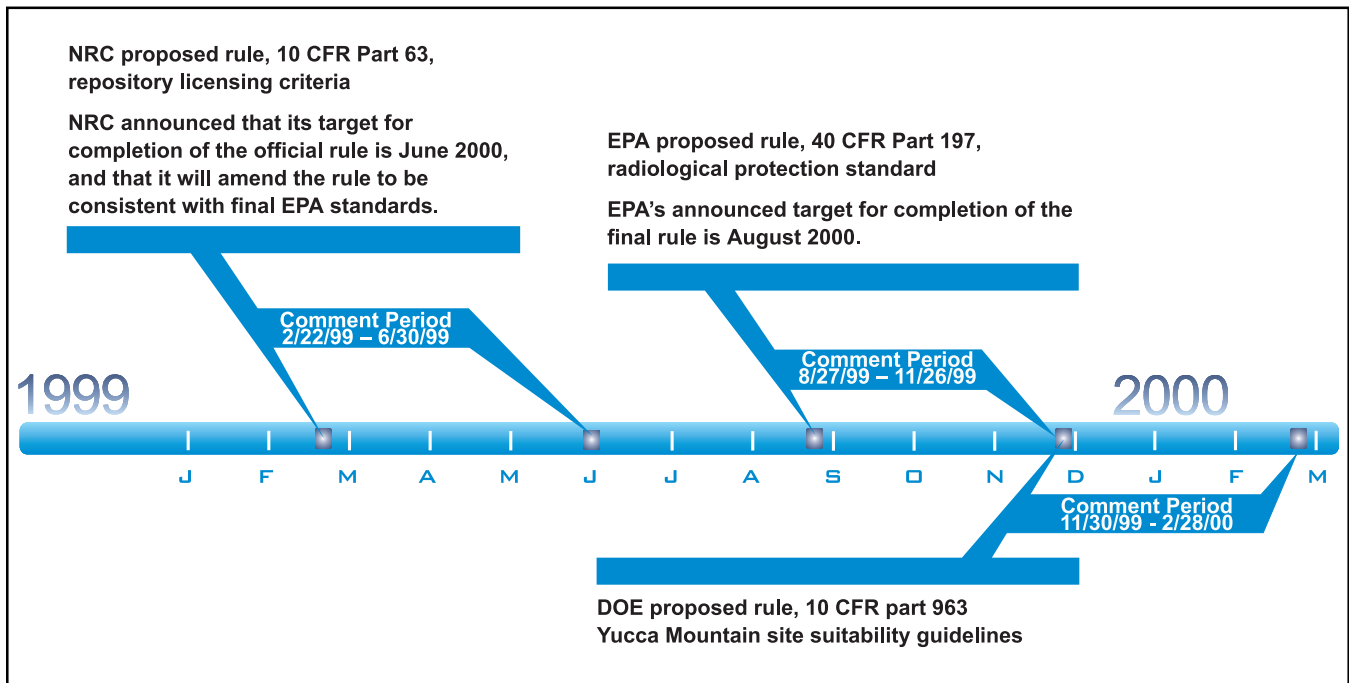 NRC proposed rule, 10 CFR Part 63,
repository licensing criteria
NRC announced that its target for
completion of the official rule is June 2000,
and that it will amend the rule to be
consistent with final EPA standards.
EPA proposed rule, 40 CFR Part 197,
radiological protection standard
EPA’s announced target for completion of the
final rule is August 2000.
Comment Period
2/22/99 – 6/30/99
Comment Period
8/27/99 – 11/26/99
1999
2000
J F M A M J J A S O N D J F M
Comment Period
11/30/99 - 2/28/00
DOE proposed rule, 10 CFR part 963
Yucca Mountain site suitability guidelines